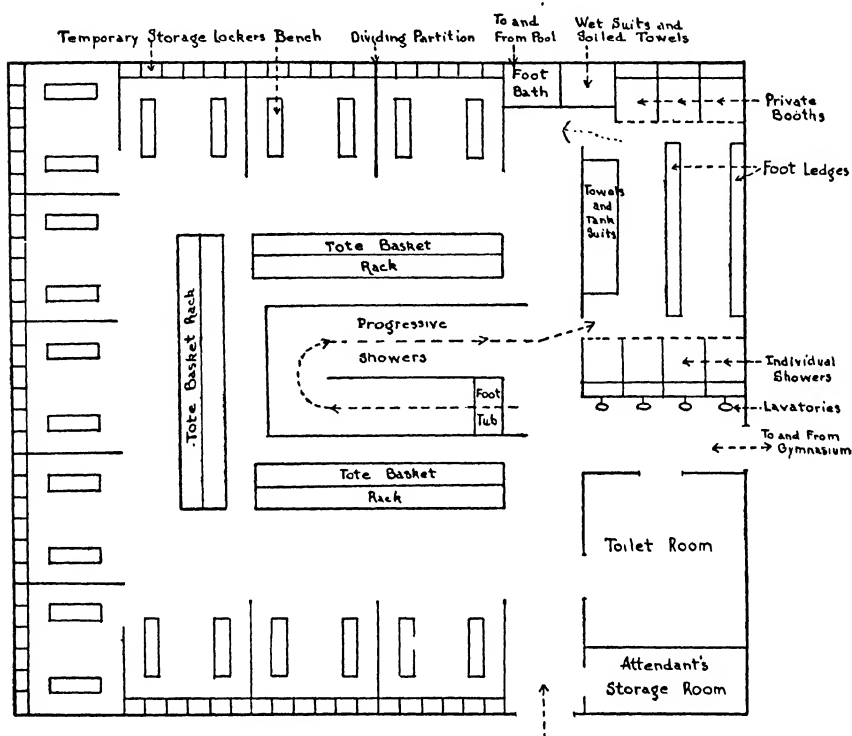 Temporary Storage Lockers
Bench
Dividing Partition
To and
From Pool
Wet Suits and
Soiled Towels
Foot
Bath
Private
Booths
Foot Ledges
Towels
and
Tank
Suits
Tote Basket
Rack
Tote Basket Rack
Progressive
Showers
Foot
Tub
Individual
Showers
Lavatories
To and From
Gymnasium
Tote Basket
Rack
Toilet Room
Attendant's
Storage Room